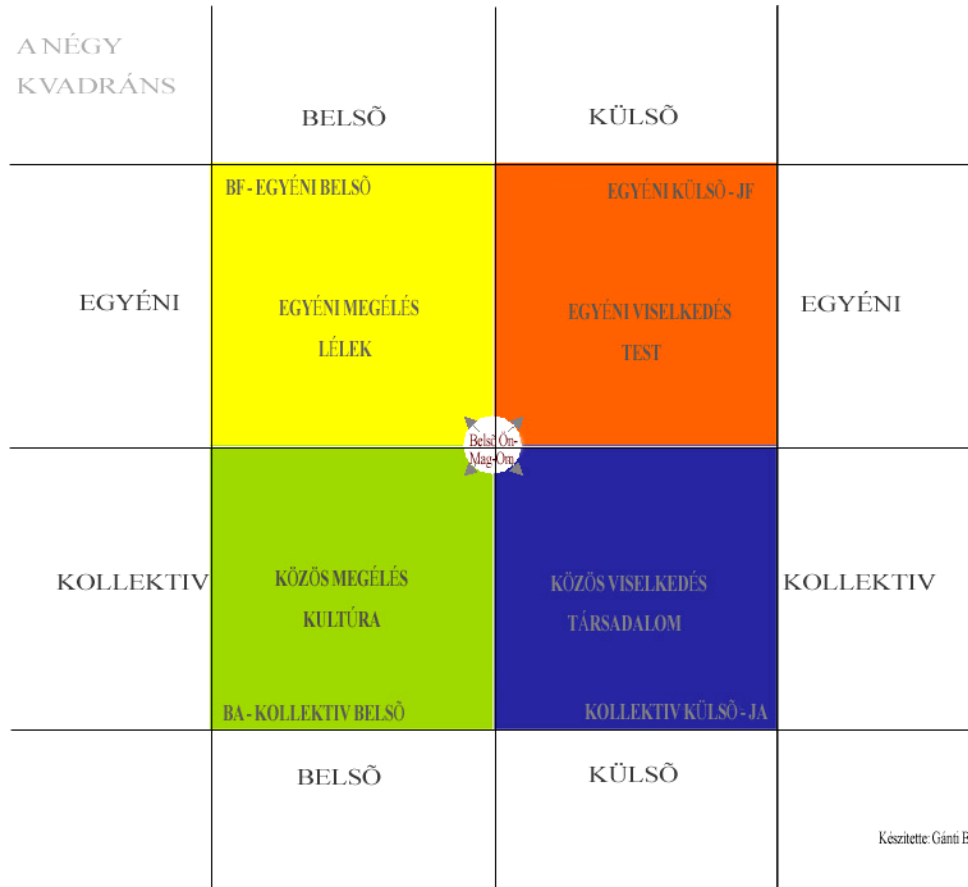 A NÉGY
KVADRÁNS
BELSÕ
KÜLSÕ
BF - EGYÉNI BELSÕ
EGYÉNI KÜLSÕ - JF
EGYÉNI
EGYÉNI MEGÉLÉS
LÉLEK
EGYÉNI VISELKEDÉS
TEST
EGYÉNI
Belsõ Ön-
Mag-Om
KOLLEKTIV
KÖZÖS MEGÉLÉS
KULTÚRA
KÖZÖS VISELKEDÉS
TÁRSADALOM
KOLLEKTIV
BA - KOLLEKTIV BELSÕ
KOLLEKTIV KÜLSÕ - JA
BELSÕ
KÜLSÕ
Készitette: Gánti B